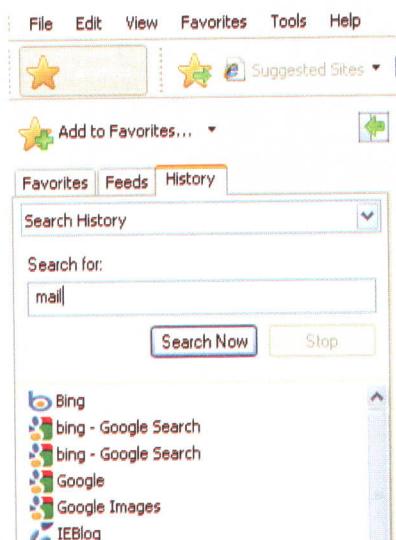 File Edit View Favorites Tools Help
Suggested Sites
Add to Favorites...
Favorites Feeds History
Search History
Search for:
mail
Search Now Stop
Bing
bing - Google Search
bing - Google Search
Google
Google Images
IEBlog